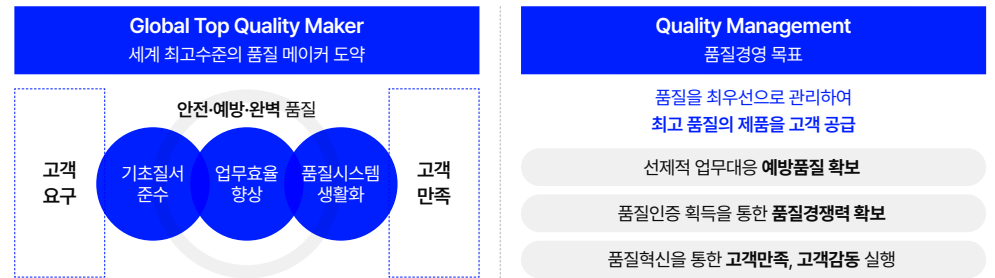 Global Top Quality Maker
세계 최고수준의 품질 메이커 도약
안전·예방·완벽 품질
고객
요구
기초질서
준수
업무효율
향상
품질시스템
생활화
고객
만족
Quality Management
품질경영 목표
품질을 최우선으로 관리하여
최고 품질의 제품을 고객 공급
선제적 업무대응 예방품질 확보
품질인증 획득을 통한 품질경쟁력 확보
품질혁신을 통한 고객만족, 고객감동 실행